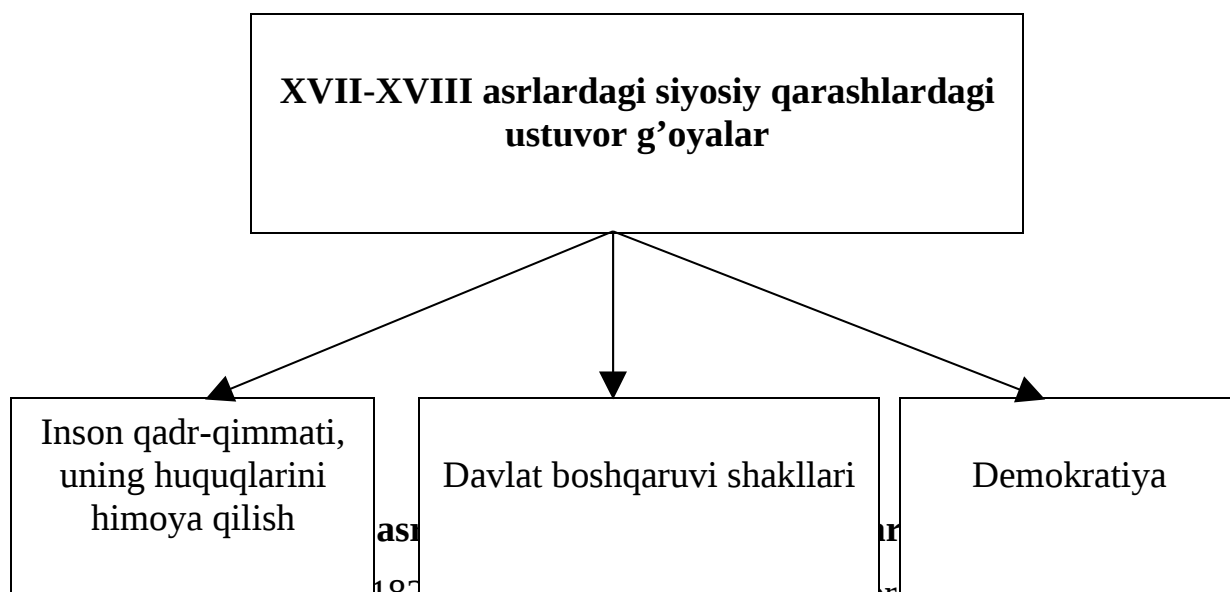 XVII-XVIII asrlardagi siyosiy qarashlardagi
ustuvor g’oyalar
Inson qadr-qimmati,
uning huquqlarini
himoya qilish
Davlat boshqaruvi shakllari
Demokratiya